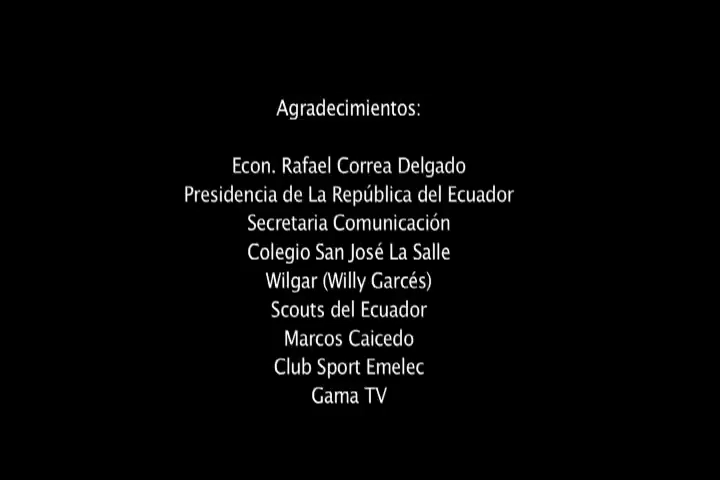 Agradecimientos:
Econ. Rafael Correa Delgado
Presidencia de La República del Ecuador
Secretaria Comunicación
Colegio San José La Salle
Wilgar (Willy Garcés)
Scouts del Ecuador
Marcos Caicedo
Club Sport Emelec
Gama TV